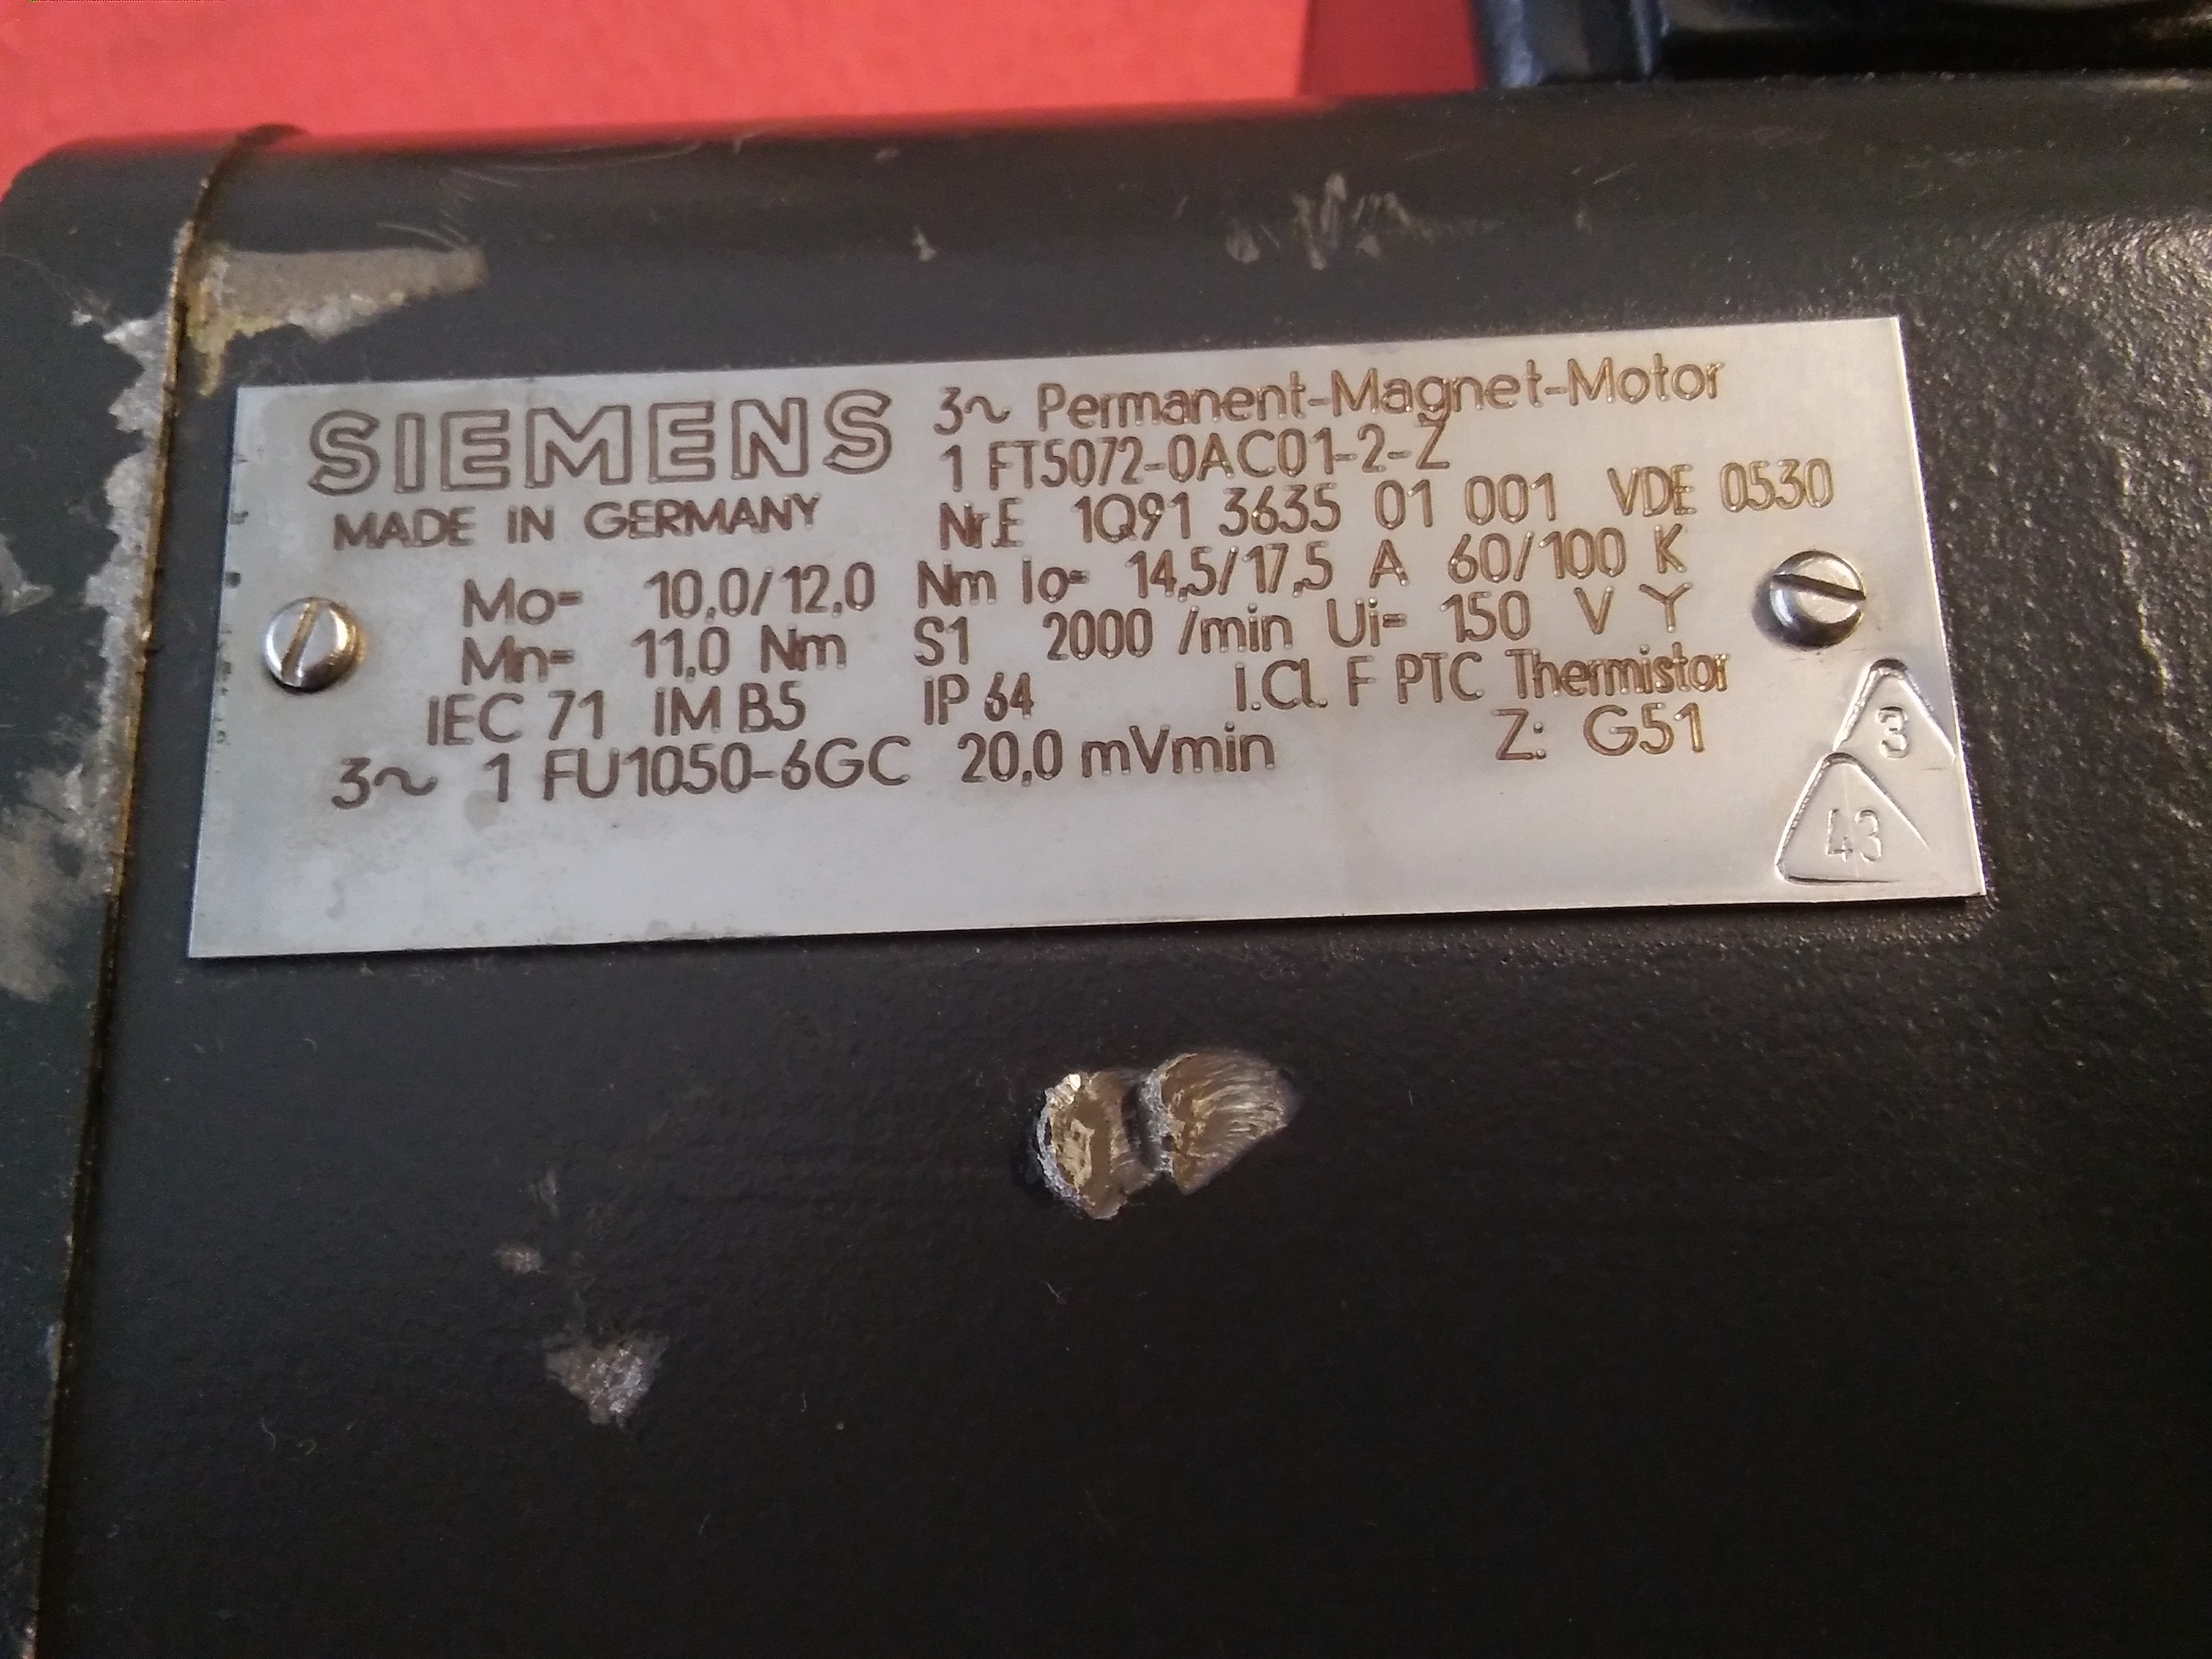 SIEMENS
MADE IN GERMANY
3~ Permanent-Magnet-Motor
1 FT5072-0AC01-2-Z
Nr.E 1Q91 3635 01 001 VDE 0530
Mo= 10,0/12,0 Nm Io= 14,5/17,5 A 60/100 K
Mn= 11,0 Nm S1 2000 /min Ui= 150 V Y
IEC 71 IM B5 IP 64 I.Cl. F PTC Thermistor
3~ 1 FU1050-6GC 20,0 mVmin Z: G51
3
43